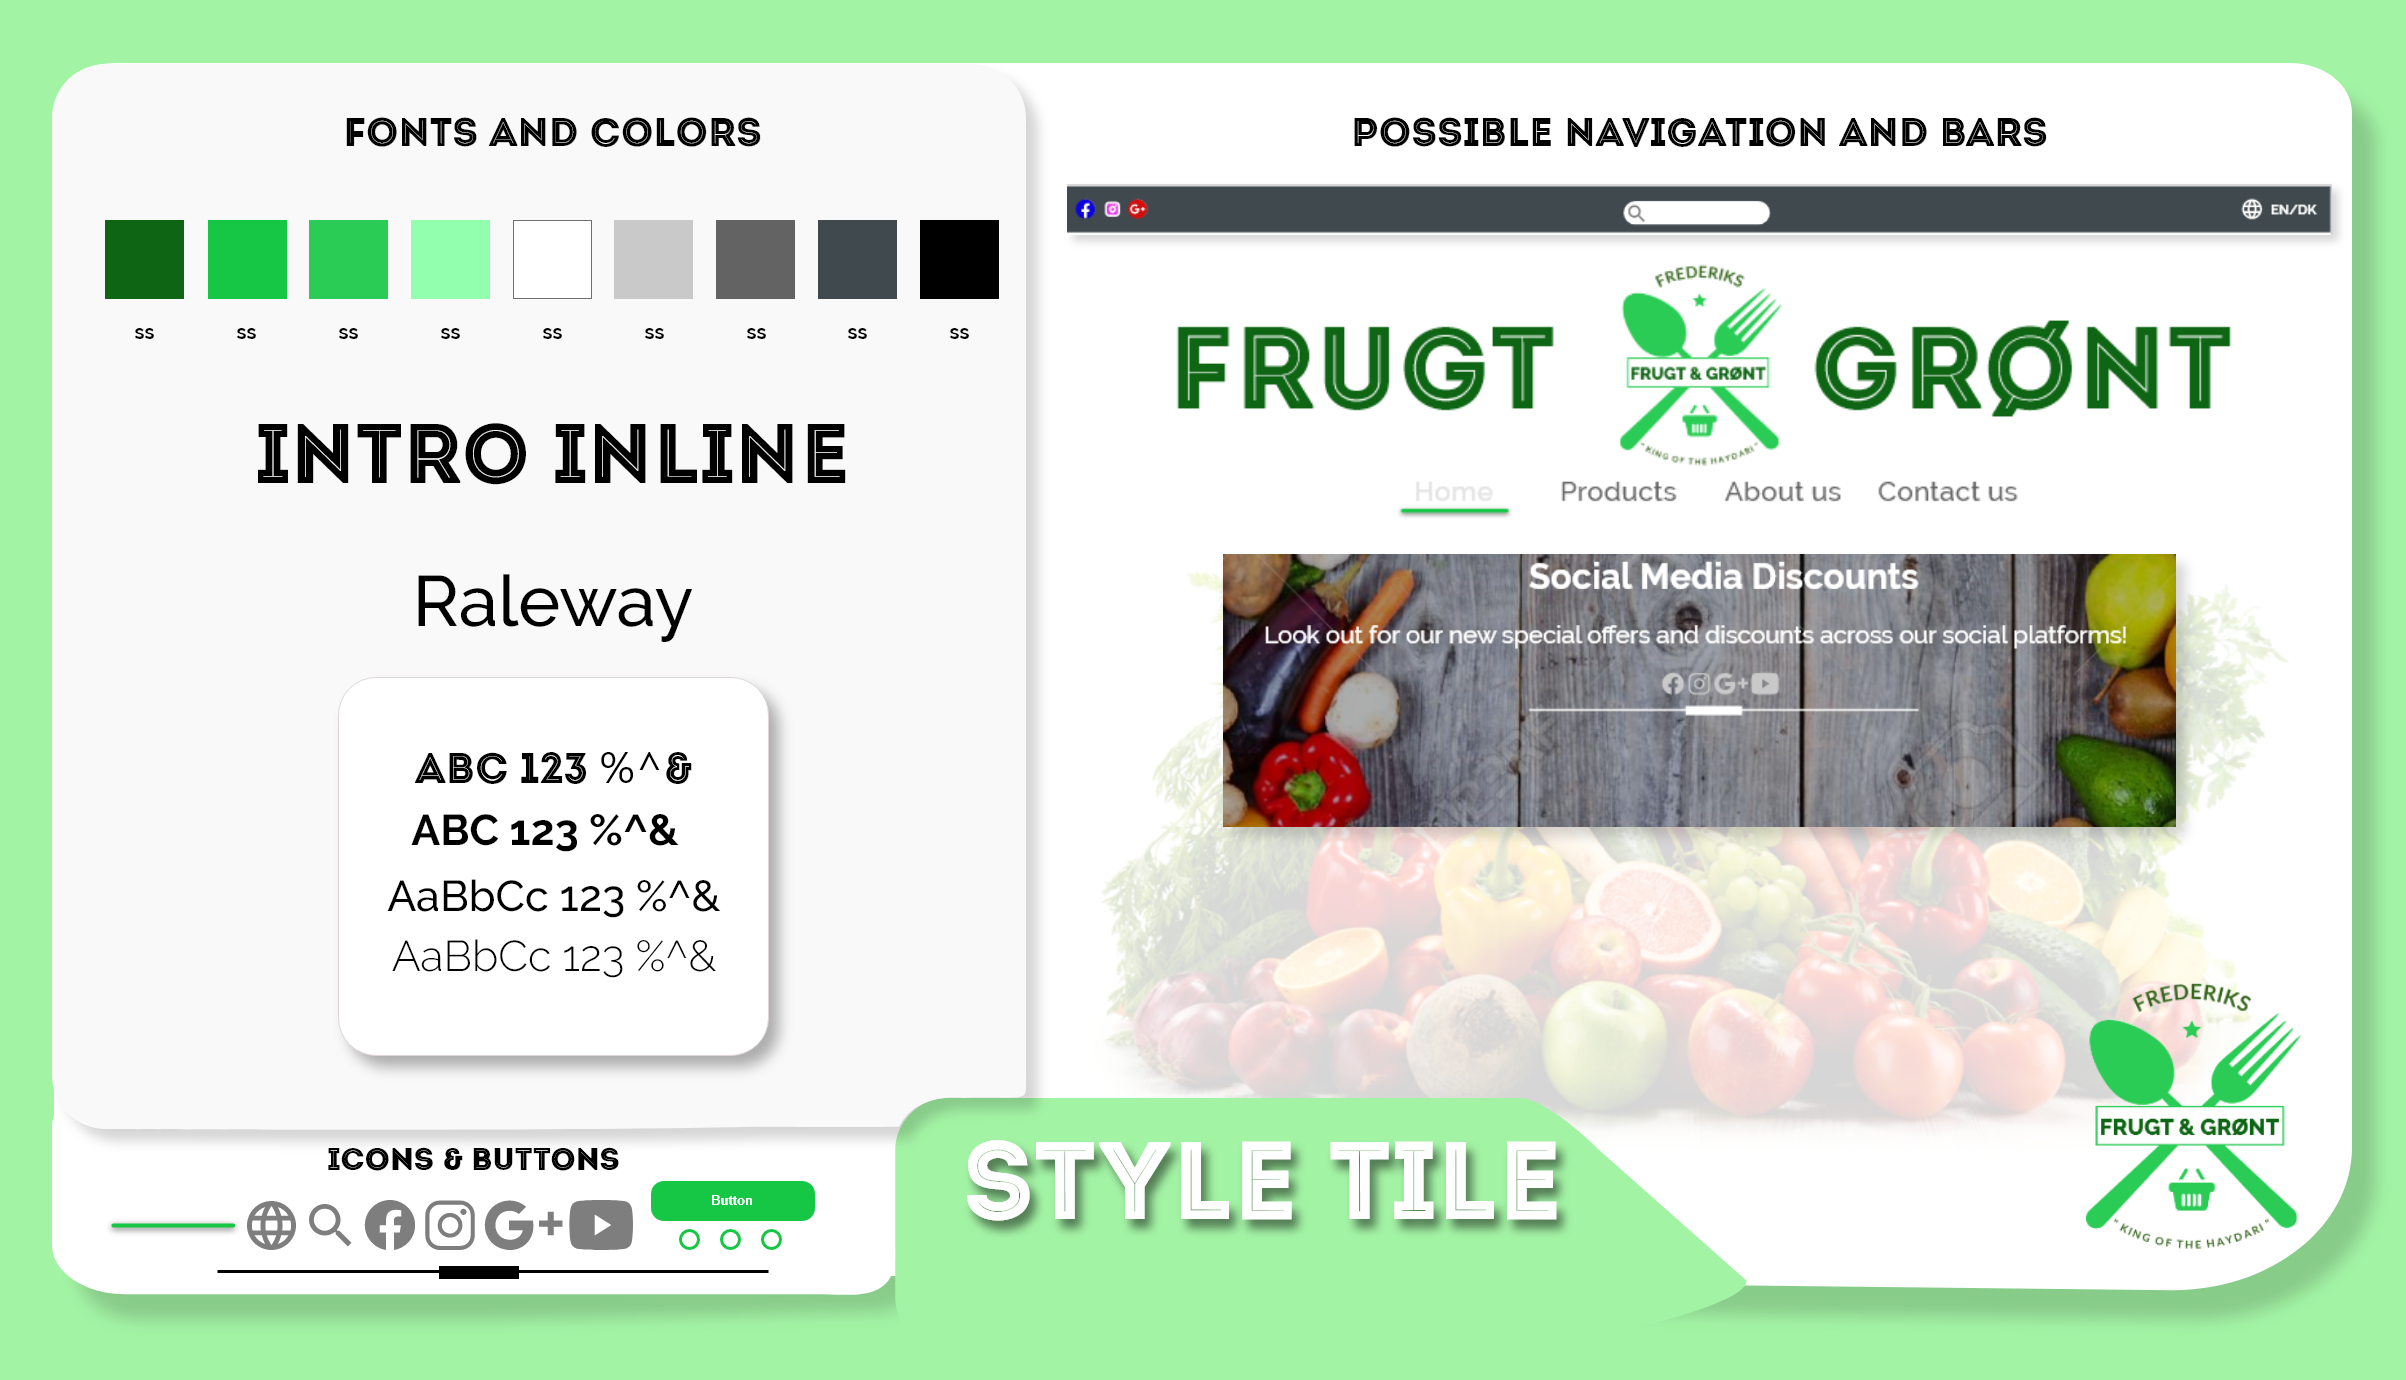 FONTS AND COLORS
ss ss ss ss ss ss ss ss ss
INTRO INLINE
Raleway
ABC 123 %^&
ABC 123 %^&
AaBbCc 123 %^&
AaBbCc 123 %^&
ICONS & BUTTONS
Button
POSSIBLE NAVIGATION AND BARS
EN/DK
FREDERIKS
FRUGT
FRUGT & GRØNT
GRØNT
" KING OF THE HAYDARI "
Home Products About us Contact us
Social Media Discounts
Look out for our new special offers and discounts across our social platforms!
STYLE TILE
FREDERIKS
FRUGT & GRØNT
" KING OF THE HAYDARI "